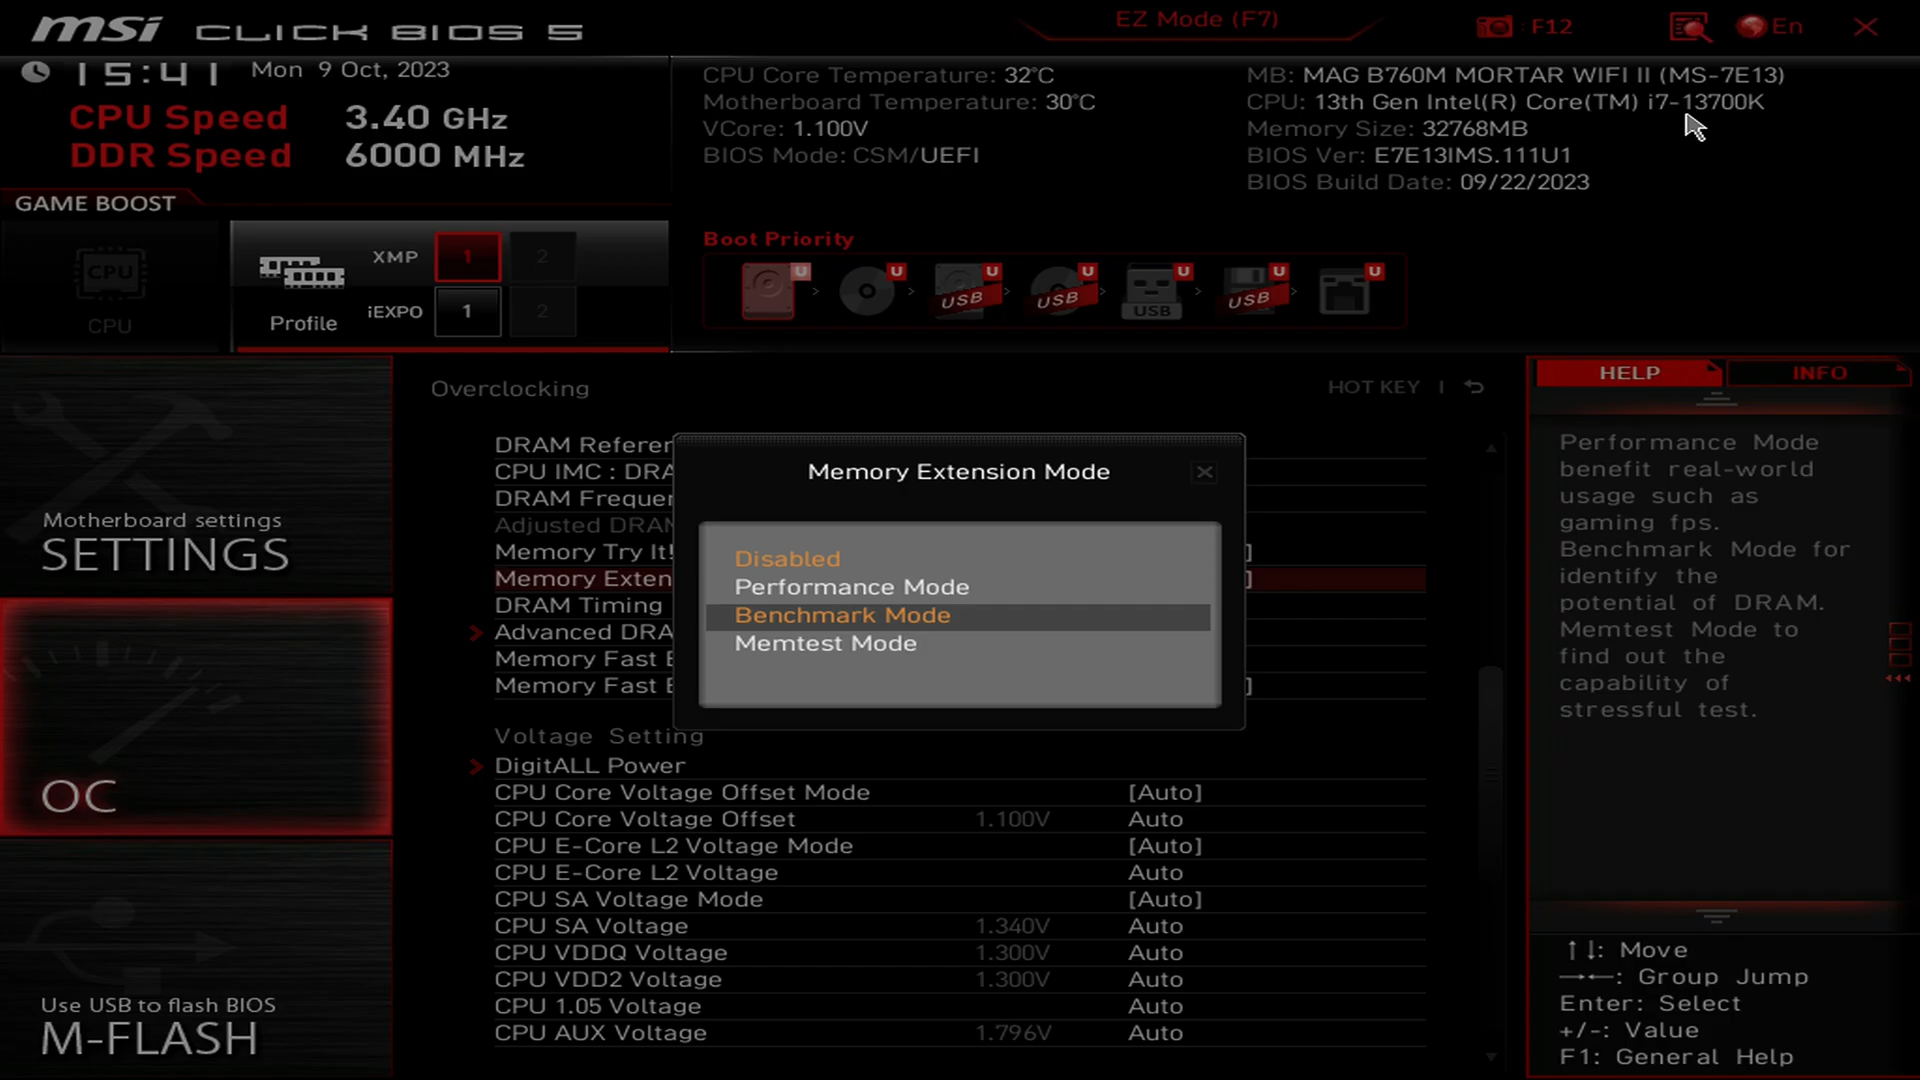 msi CLICK BIOS 5
EZ Mode (F7)
: F12
En
15:41 Mon 9 Oct, 2023
CPU Speed 3.40 GHz
DDR Speed 6000 MHz
CPU Core Temperature: 32°C
Motherboard Temperature: 30°C
VCore: 1.100V
BIOS Mode: CSM/UEFI
MB: MAG B760M MORTAR WIFI II (MS-7E13)
CPU: 13th Gen Intel(R) Core(TM) i7-13700K
Memory Size: 32768MB
BIOS Ver: E7E13IMS.111U1
BIOS Build Date: 09/22/2023
GAME BOOST
CPU
CPU
Profile
XMP 1 2
iEXPO 1 2
Boot Priority
U U U U U U U
USB USB USB USB
Motherboard settings
SETTINGS
OC
Use USB to flash BIOS
M-FLASH
Overclocking
HOT KEY |
DRAM Referen
CPU IMC : DRA
DRAM Frequen
Adjusted DRAM
Memory Try It! ]
Memory Exten ]
DRAM Timing
Advanced DRA
Memory Fast B
Memory Fast B ]
Memory Extension Mode
Disabled
Performance Mode
Benchmark Mode
Memtest Mode
Voltage Setting
DigitALL Power
CPU Core Voltage Offset Mode [Auto]
CPU Core Voltage Offset 1.100V Auto
CPU E-Core L2 Voltage Mode [Auto]
CPU E-Core L2 Voltage Auto
CPU SA Voltage Mode [Auto]
CPU SA Voltage 1.340V Auto
CPU VDDQ Voltage 1.300V Auto
CPU VDD2 Voltage 1.300V Auto
CPU 1.05 Voltage Auto
CPU AUX Voltage 1.796V Auto
HELP
INFO
Performance Mode
benefit real-world
usage such as
gaming fps.
Benchmark Mode for
identify the
potential of DRAM.
Memtest Mode to
find out the
capability of
stressful test.
↑↓: Move
→←: Group Jump
Enter: Select
+/-: Value
F1: General Help